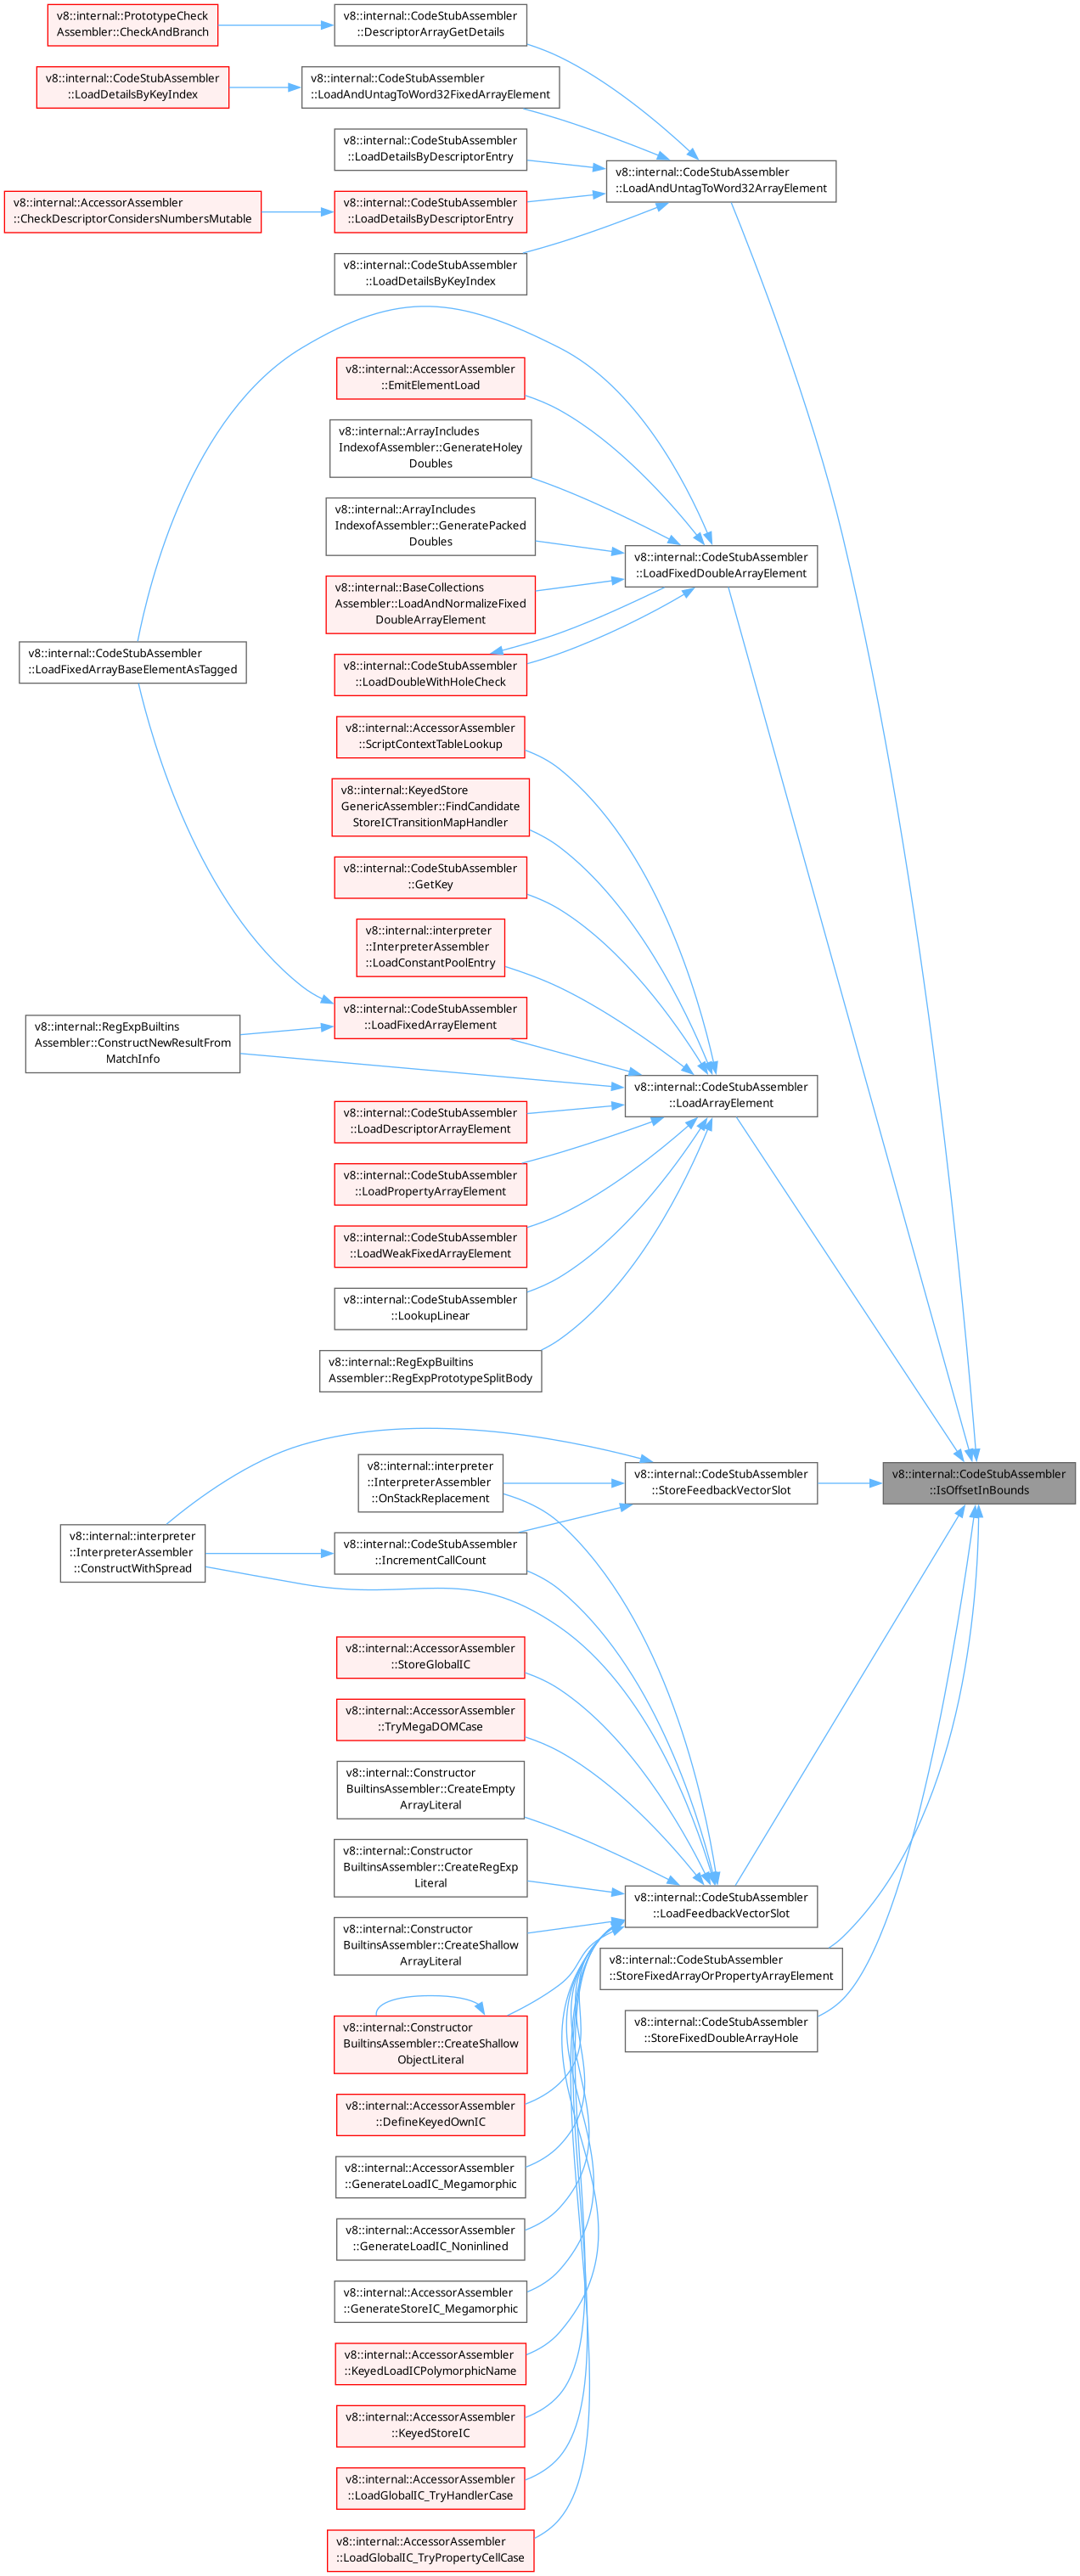 v8::internal::PrototypeCheck
Assembler::CheckAndBranch
v8::internal::CodeStubAssembler
::DescriptorArrayGetDetails
v8::internal::CodeStubAssembler
::LoadDetailsByKeyIndex
v8::internal::CodeStubAssembler
::LoadAndUntagToWord32FixedArrayElement
v8::internal::CodeStubAssembler
::LoadDetailsByDescriptorEntry
v8::internal::CodeStubAssembler
::LoadAndUntagToWord32ArrayElement
v8::internal::AccessorAssembler
::CheckDescriptorConsidersNumbersMutable
v8::internal::CodeStubAssembler
::LoadDetailsByDescriptorEntry
v8::internal::CodeStubAssembler
::LoadDetailsByKeyIndex
v8::internal::AccessorAssembler
::EmitElementLoad
v8::internal::ArrayIncludes
IndexofAssembler::GenerateHoley
Doubles
v8::internal::ArrayIncludes
IndexofAssembler::GeneratePacked
Doubles
v8::internal::CodeStubAssembler
::LoadFixedDoubleArrayElement
v8::internal::BaseCollections
Assembler::LoadAndNormalizeFixed
DoubleArrayElement
v8::internal::CodeStubAssembler
::LoadFixedArrayBaseElementAsTagged
v8::internal::CodeStubAssembler
::LoadDoubleWithHoleCheck
v8::internal::AccessorAssembler
::ScriptContextTableLookup
v8::internal::KeyedStore
GenericAssembler::FindCandidate
StoreICTransitionMapHandler
v8::internal::CodeStubAssembler
::GetKey
v8::internal::interpreter
::InterpreterAssembler
::LoadConstantPoolEntry
v8::internal::CodeStubAssembler
::LoadFixedArrayElement
v8::internal::RegExpBuiltins
Assembler::ConstructNewResultFrom
MatchInfo
v8::internal::CodeStubAssembler
::LoadArrayElement
v8::internal::CodeStubAssembler
::LoadDescriptorArrayElement
v8::internal::CodeStubAssembler
::LoadPropertyArrayElement
v8::internal::CodeStubAssembler
::LoadWeakFixedArrayElement
v8::internal::CodeStubAssembler
::LookupLinear
v8::internal::RegExpBuiltins
Assembler::RegExpPrototypeSplitBody
v8::internal::interpreter
::InterpreterAssembler
::OnStackReplacement
v8::internal::CodeStubAssembler
::StoreFeedbackVectorSlot
v8::internal::CodeStubAssembler
::IsOffsetInBounds
v8::internal::interpreter
::InterpreterAssembler
::ConstructWithSpread
v8::internal::CodeStubAssembler
::IncrementCallCount
v8::internal::AccessorAssembler
::StoreGlobalIC
v8::internal::AccessorAssembler
::TryMegaDOMCase
v8::internal::Constructor
BuiltinsAssembler::CreateEmpty
ArrayLiteral
v8::internal::Constructor
BuiltinsAssembler::CreateRegExp
Literal
v8::internal::CodeStubAssembler
::LoadFeedbackVectorSlot
v8::internal::Constructor
BuiltinsAssembler::CreateShallow
ArrayLiteral
v8::internal::CodeStubAssembler
::StoreFixedArrayOrPropertyArrayElement
v8::internal::Constructor
BuiltinsAssembler::CreateShallow
ObjectLiteral
v8::internal::CodeStubAssembler
::StoreFixedDoubleArrayHole
v8::internal::AccessorAssembler
::DefineKeyedOwnIC
v8::internal::AccessorAssembler
::GenerateLoadIC_Megamorphic
v8::internal::AccessorAssembler
::GenerateLoadIC_Noninlined
v8::internal::AccessorAssembler
::GenerateStoreIC_Megamorphic
v8::internal::AccessorAssembler
::KeyedLoadICPolymorphicName
v8::internal::AccessorAssembler
::KeyedStoreIC
v8::internal::AccessorAssembler
::LoadGlobalIC_TryHandlerCase
v8::internal::AccessorAssembler
::LoadGlobalIC_TryPropertyCellCase